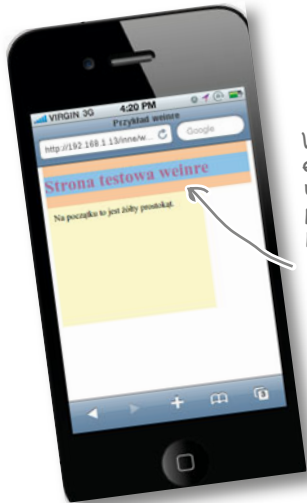 VIRGIN 3G 4:20 PM
Przykład weinre
http://192.168.1.13/inne/w... Google
Strona testowa weinre
Na początku to jest żółty prostokąt.